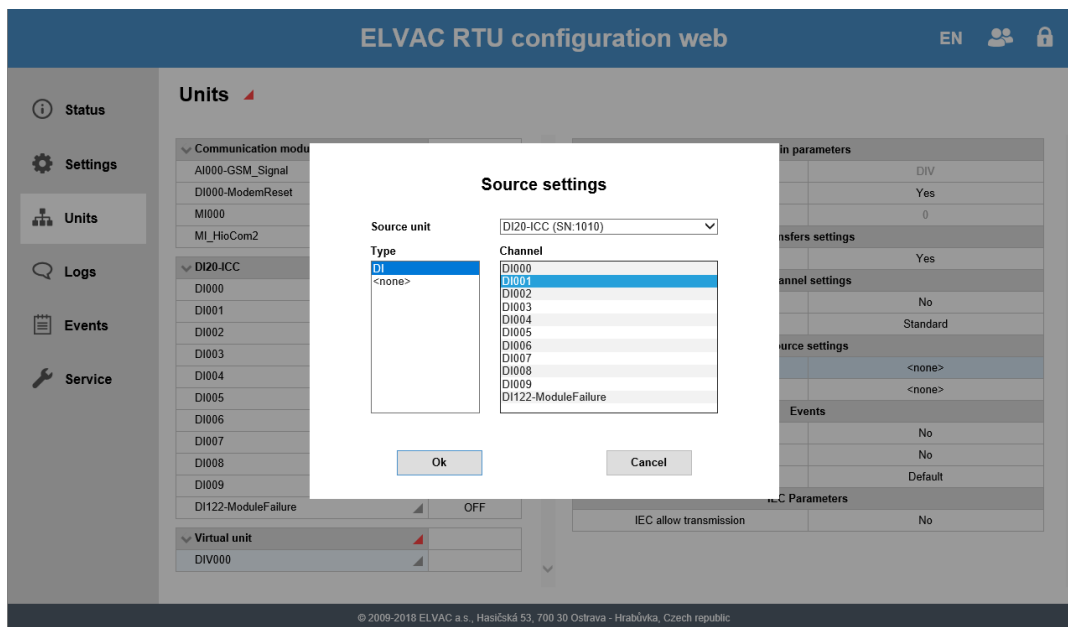 ELVAC RTU configuration web
EN
Status
Settings
Units
Logs
Events
Service
Units
Communication modu
AI000-GSM_Signal
DI000-ModemReset
MI000
MI_HioCom2
DI20-ICC
DI000
DI001
DI002
DI003
DI004
DI005
DI006
DI007
DI008
DI009
DI122-ModuleFailure OFF
Virtual unit
DIV000
Source settings
Source unit DI20-ICC (SN:1010)
Type
DI
<none>
Channel
DI000
DI001
DI002
DI003
DI004
DI005
DI006
DI007
DI008
DI009
DI122-ModuleFailure
Ok Cancel
in parameters
DIV
Yes
0
nsfers settings
Yes
annel settings
No
Standard
urce settings
<none>
<none>
Events
No
No
Default
IEC Parameters
IEC allow transmission No
© 2009-2018 ELVAC a.s., Hasičská 53, 700 30 Ostrava - Hrabůvka, Czech republic